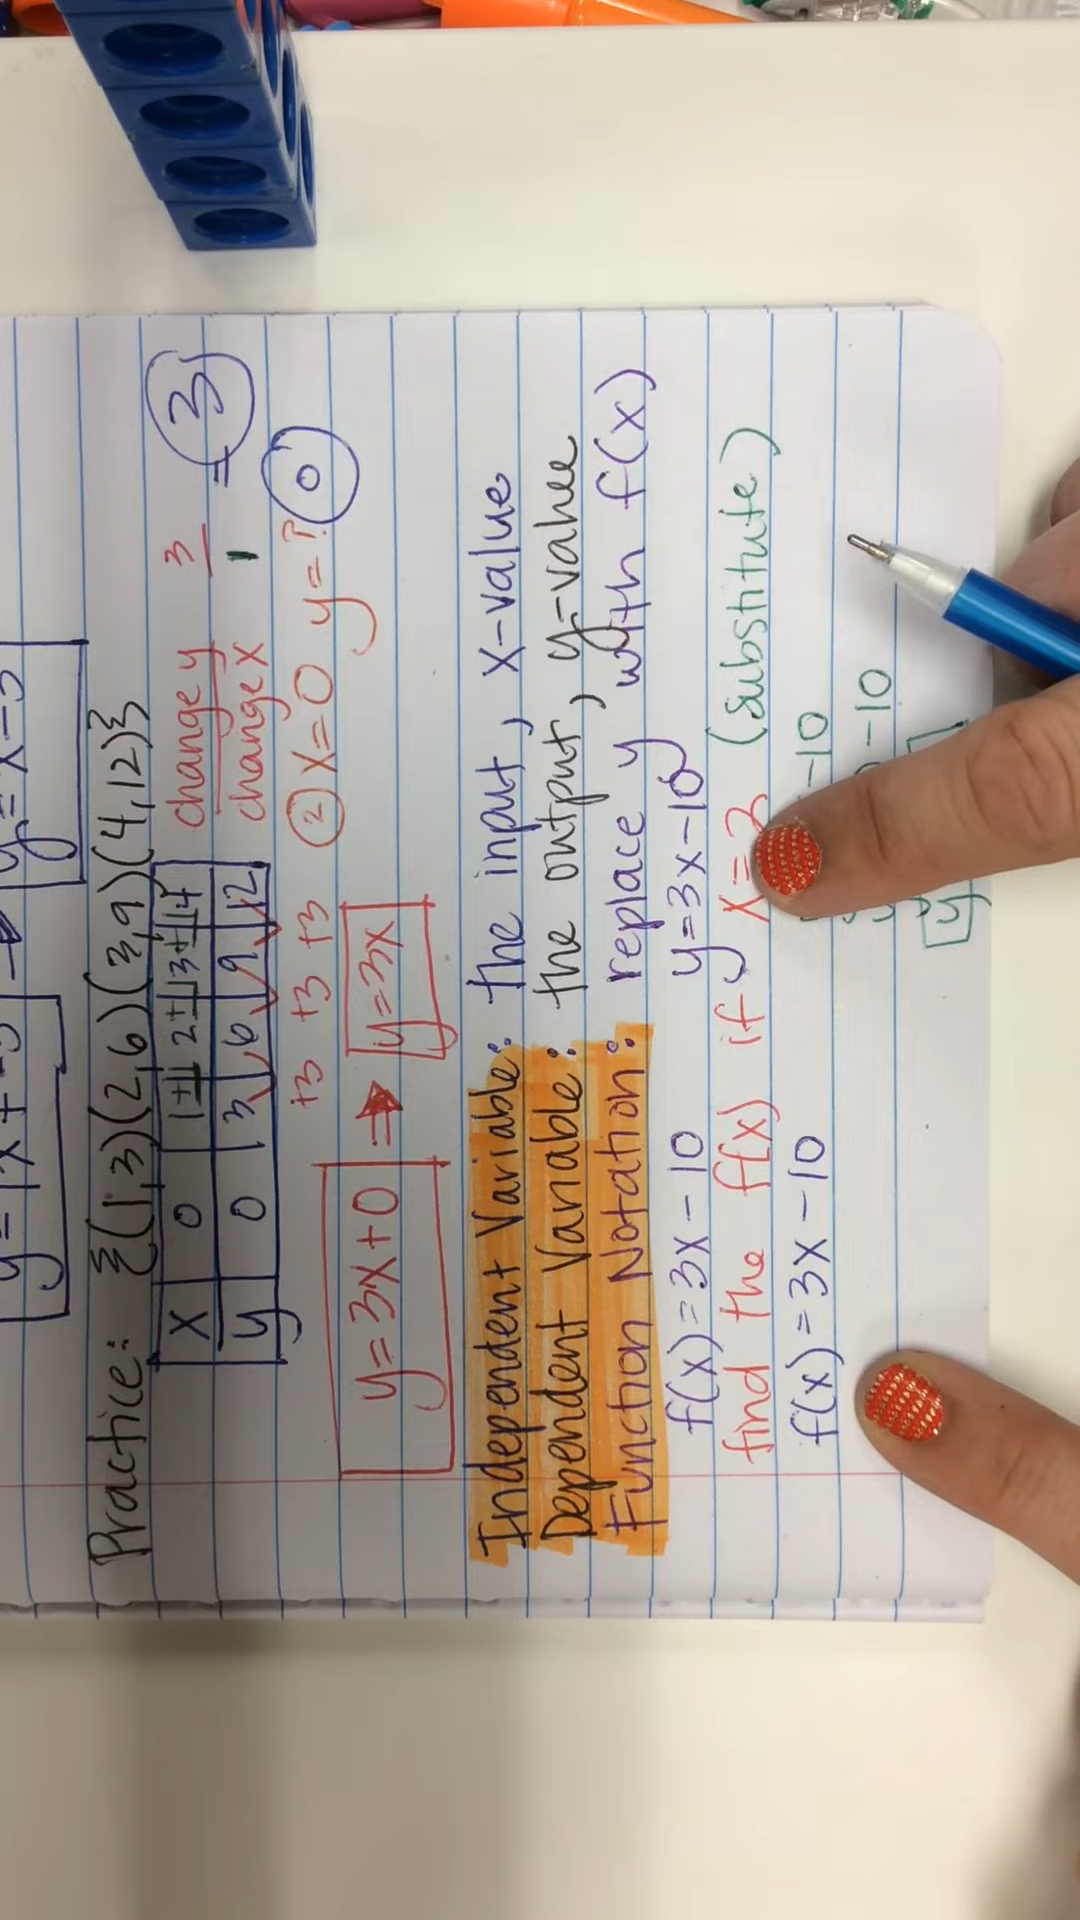 Practice: {(1,3)(2,6)(3,9)(4,12)}
x 0 1 +1 2 +1 3 +1 4
y 0 3 6 9 12
+3 +3 +3
change y
change x
3
1
= 3
② x=0 y=? 0
y=3x+0 ⇒ y=3x
Independent Variable: the input, x-value
Dependent Variable: the output, y-value
Function Notation: replace y with f(x)
f(x)=3x-10 y=3x-10
find the f(x) if x=2 (substitute)
f(x)=3x-10 -10
-10
y